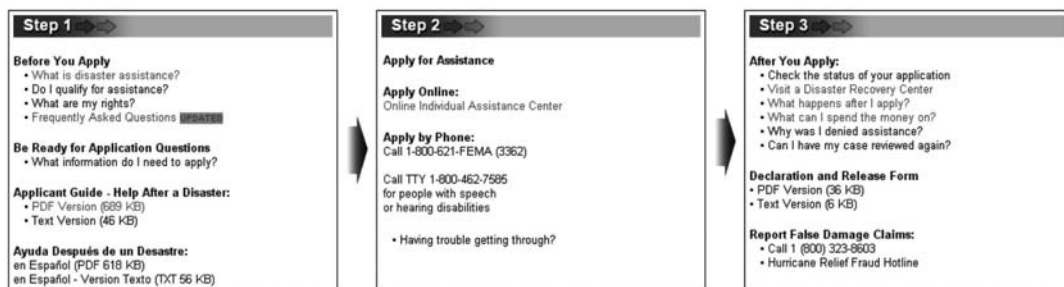 Step 1
Before You Apply
• What is disaster assistance?
• Do I qualify for assistance?
• What are my rights?
• Frequently Asked Questions UPDATED
Be Ready for Application Questions
• What information do I need to apply?
Applicant Guide - Help After a Disaster:
• PDF Version (689 KB)
• Text Version (46 KB)
Ayuda Después de un Desastre:
en Español (PDF 618 KB)
en Español - Version Texto (TXT 56 KB)
Step 2
Apply for Assistance
Apply Online:
Online Individual Assistance Center
Apply by Phone:
Call 1-800-621-FEMA (3362)
Call TTY 1-800-462-7585
for people with speech
or hearing disabilities
• Having trouble getting through?
Step 3
After You Apply:
• Check the status of your application
• Visit a Disaster Recovery Center
• What happens after I apply?
• What can I spend the money on?
• Why was I denied assistance?
• Can I have my case reviewed again?
Declaration and Release Form
• PDF Version (36 KB)
• Text Version (6 KB)
Report False Damage Claims:
• Call 1 (800) 323-8603
• Hurricane Relief Fraud Hotline